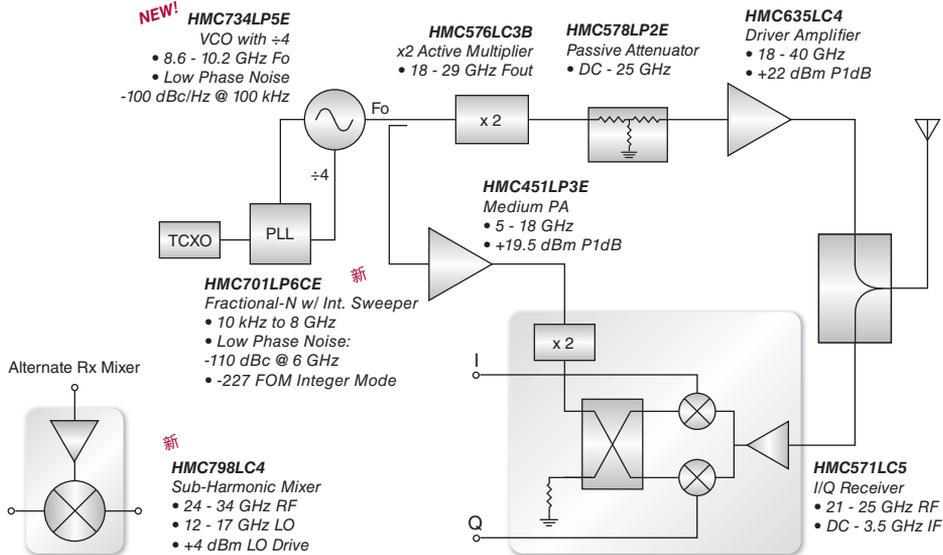 NEW!
HMC734LP5E
VCO with ÷4
• 8.6 - 10.2 GHz Fo
• Low Phase Noise
-100 dBc/Hz @ 100 kHz
HMC576LC3B
x2 Active Multiplier
• 18 - 29 GHz Fout
HMC578LP2E
Passive Attenuator
• DC - 25 GHz
HMC635LC4
Driver Amplifier
• 18 - 40 GHz
• +22 dBm P1dB
Fo
x 2
÷4
TCXO
PLL
HMC451LP3E
Medium PA
• 5 - 18 GHz
• +19.5 dBm P1dB
新
HMC701LP6CE
Fractional-N w/ Int. Sweeper
• 10 kHz to 8 GHz
• Low Phase Noise:
-110 dBc @ 6 GHz
• -227 FOM Integer Mode
x 2
I
Q
Alternate Rx Mixer
新
HMC798LC4
Sub-Harmonic Mixer
• 24 - 34 GHz RF
• 12 - 17 GHz LO
• +4 dBm LO Drive
HMC571LC5
I/Q Receiver
• 21 - 25 GHz RF
• DC - 3.5 GHz IF